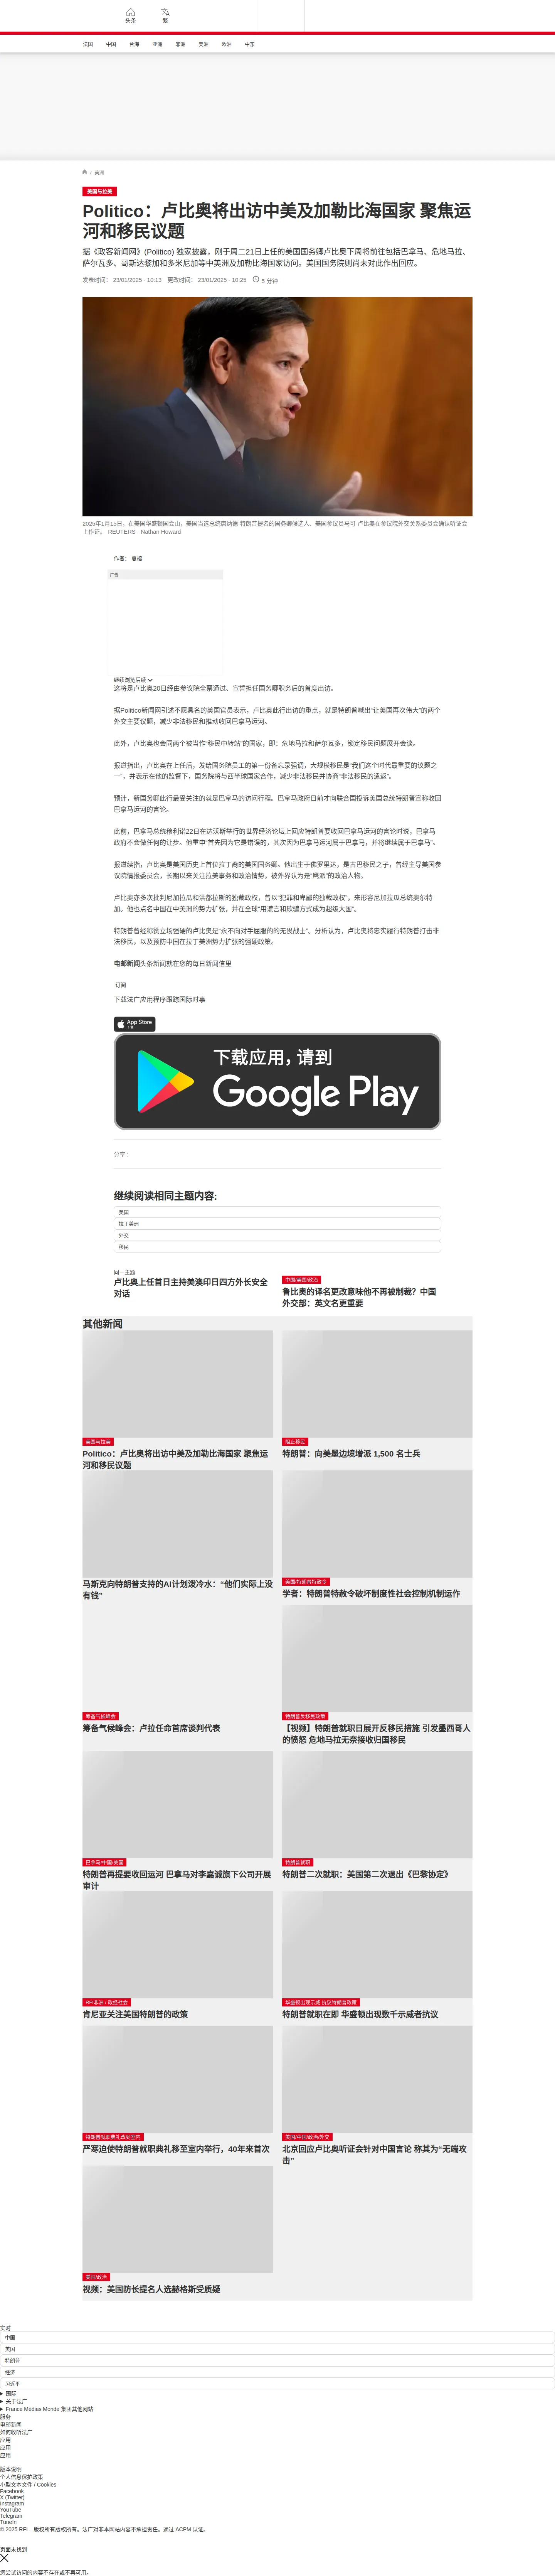 头条
繁
法国
中国
台海
亚洲
非洲
美洲
欧洲
中东
/ 美洲
美国与拉美
Politico：卢比奥将出访中美及加勒比海国家 聚焦运
河和移民议题
据《政客新闻网》(Politico) 独家披露，刚于周二21日上任的美国国务卿卢比奥下周将前往包括巴拿马、危地马拉、
萨尔瓦多、哥斯达黎加和多米尼加等中美洲及加勒比海国家访问。美国国务院则尚未对此作出回应。
发表时间： 23/01/2025 - 10:13 更改时间： 23/01/2025 - 10:25 5 分钟
2025年1月15日，在美国华盛顿国会山，美国当选总统唐纳德·特朗普提名的国务卿候选人、美国参议员马可·卢比奥在参议院外交关系委员会确认听证会
上作证。 REUTERS - Nathan Howard
作者： 夏榕
广告
继续浏览后续
这将是卢比奥20日经由参议院全票通过、宣誓担任国务卿职务后的首度出访。
据Politico新闻网引述不愿具名的美国官员表示，卢比奥此行出访的重点，就是特朗普喊出“让美国再次伟大”的两个
外交主要议题，减少非法移民和推动收回巴拿马运河。
此外，卢比奥也会同两个被当作“移民中转站”的国家，即：危地马拉和萨尔瓦多，锁定移民问题展开会谈。
报道指出，卢比奥在上任后，发给国务院员工的第一份备忘录强调，大规模移民是“我们这个时代最重要的议题之
一”，并表示在他的监督下，国务院将与西半球国家合作，减少非法移民并协商“非法移民的遣返”。
预计，新国务卿此行最受关注的就是巴拿马的访问行程。巴拿马政府日前才向联合国投诉美国总统特朗普宣称收回
巴拿马运河的言论。
此前，巴拿马总统穆利诺22日在达沃斯举行的世界经济论坛上回应特朗普要收回巴拿马运河的言论时说，巴拿马
政府不会做任何的让步。他重申“首先因为它是错误的，其次因为巴拿马运河属于巴拿马，并将继续属于巴拿马”。
报道续指，卢比奥是美国历史上首位拉丁裔的美国国务卿。他出生于佛罗里达，是古巴移民之子，曾经主导美国参
议院情报委员会，长期以来关注拉美事务和政治情势，被外界认为是“鹰派”的政治人物。
卢比奥亦多次批判尼加拉瓜和洪都拉斯的独裁政权，曾以“犯罪和卑鄙的独裁政权”，来形容尼加拉瓜总统奥尔特
加。他也点名中国在中美洲的势力扩张，并在全球“用谎言和欺骗方式成为超级大国”。
特朗普曾经称赞立场强硬的卢比奥是“永不向对手屈服的的无畏战士”。分析认为，卢比奥将忠实履行特朗普打击非
法移民，以及预防中国在拉丁美洲势力扩张的强硬政策。
电邮新闻头条新闻就在您的每日新闻信里
订阅
下载法广应用程序跟踪国际时事
App Store
下载
下载应用，请到
Google Play
分享 :
继续阅读相同主题内容:
美国
拉丁美洲
外交
移民
同一主题
卢比奥上任首日主持美澳印日四方外长安全
对话
中国/美国/政治
鲁比奥的译名更改意味他不再被制裁？中国
外交部：英文名更重要
其他新闻
美国与拉美
Politico：卢比奥将出访中美及加勒比海国家 聚焦运
河和移民议题
阻止移民
特朗普：向美墨边境增派 1,500 名士兵
马斯克向特朗普支持的AI计划泼冷水：“他们实际上没
有钱”
美国/特朗普特赦令
学者：特朗普特赦令破坏制度性社会控制机制运作
筹备气候峰会
筹备气候峰会：卢拉任命首席谈判代表
特朗普反移民政策
【视频】特朗普就职日展开反移民措施 引发墨西哥人
的愤怒 危地马拉无奈接收归国移民
巴拿马/中国/美国
特朗普再提要收回运河 巴拿马对李嘉诚旗下公司开展
审计
特朗普就职
特朗普二次就职：美国第二次退出《巴黎协定》
RFI非洲 / 政经社会
肯尼亚关注美国特朗普的政策
华盛顿出现示威 抗议特朗普政策
特朗普就职在即 华盛顿出现数千示威者抗议
特朗普就职典礼改到室内
严寒迫使特朗普就职典礼移至室内举行，40年来首次
美国/中国/政治/外交
北京回应卢比奥听证会针对中国言论 称其为“无端攻
击”
美国/政治
视频：美国防长提名人选赫格斯受质疑
实时
中国
美国
特朗普
经济
习近平
国际
关于法广
France Médias Monde 集团其他网站
服务
电邮新闻
如何收听法广
应用
应用
应用
版本说明
个人信息保护政策
小型文本文件 / Cookies
Facebook
X (Twitter)
Instagram
YouTube
Telegram
TuneIn
© 2025 RFI – 版权所有版权所有。法广对非本网站内容不承担责任。通过 ACPM 认证。
页面未找到
您尝试访问的内容不存在或不再可用。